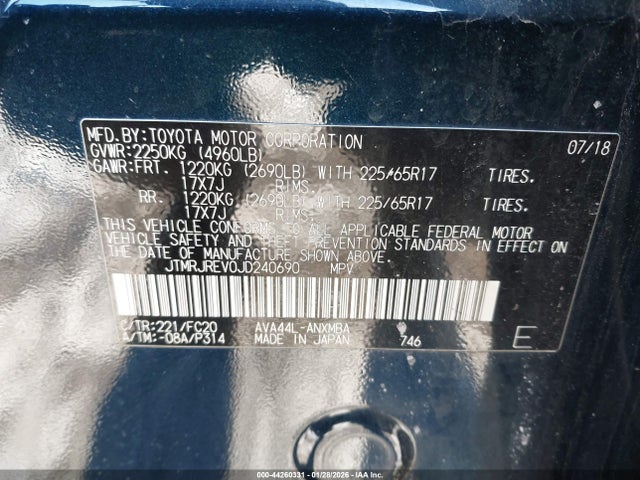 MFD.BY:TOYOTA MOTOR CORPORATION 07/18
GVWR:2250KG (4960LB)
GAWR:FRT. 1220KG (2690LB) WITH 225/65R17 TIRES.
17X7J RIMS.
RR. 1220KG (2690LB) WITH 225/65R17 TIRES.
17X7J RIMS.
THIS VEHICLE CONFORMS TO ALL APPLICABLE FEDERAL MOTOR
VEHICLE SAFETY AND THEFT PREVENTION STANDARDS IN EFFECT ON
THE DATE OF MANUFACTURE SHOWN ABOVE.
JTMRJREV0JD240690 MPV
C/TR:221/FC20 AVA44L-ANXMBA
A/TM:-08A/P314 MADE IN JAPAN 746 E
000-44260331 - 01/28/2026 - © IAA Inc.